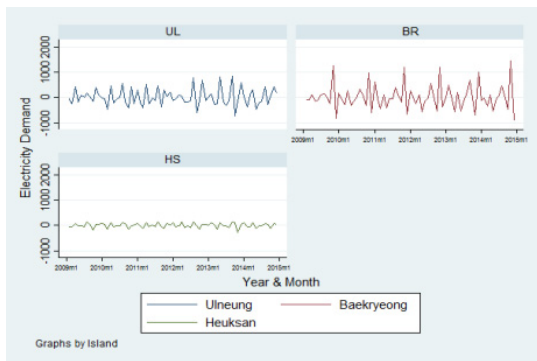 UL
BR
-1000 0 1000 2000
2009m1 2010m1 2011m1 2012m1 2013m1 2014m1 2015m1
HS
-1000 0 1000 2000
2009m1 2010m1 2011m1 2012m1 2013m1 2014m1 2015m1
Electricity Demand
Year & Month
Ulneung Baekryeong
Heuksan
Graphs by Island